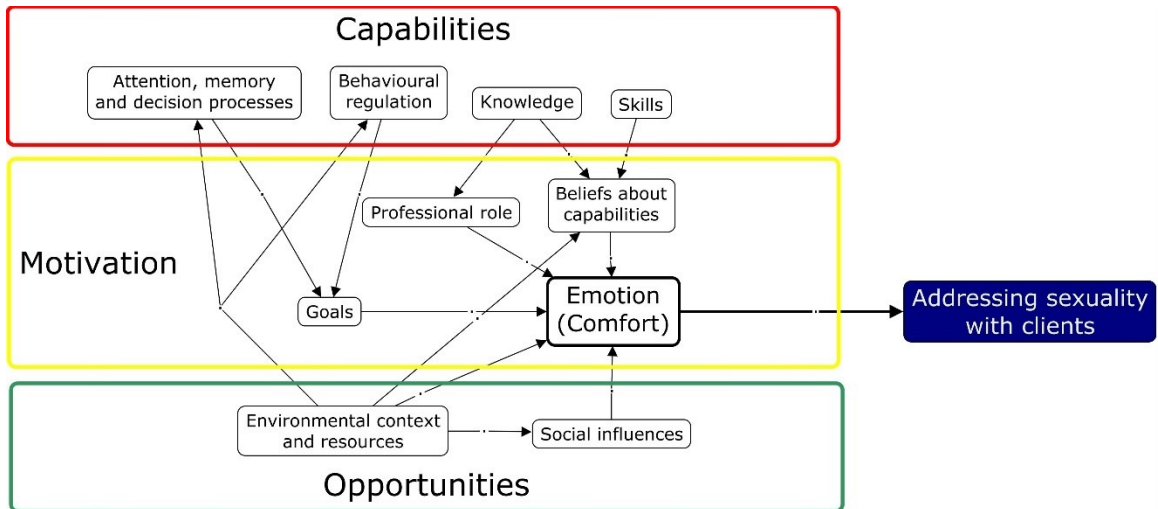 Capabilities
Attention, memory
and decision processes
Behavioural
regulation
Knowledge
Skills
Motivation
Professional role
Beliefs about
capabilities
Goals
Emotion
(Comfort)
Addressing sexuality
with clients
Environmental context
and resources
Social influences
Opportunities